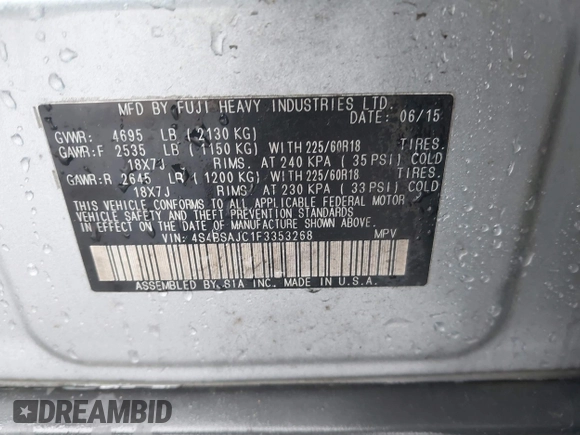 MFD BY FUJI HEAVY INDUSTRIES LTD.
DATE: 06/15
GVWR: 4695 LB (2130 KG)
GAWR:F 2535 LB (1150 KG) WITH 225/60R18 TIRES.
18X7J RIMS. AT 240 KPA (35 PSI) COLD
GAWR:R 2645 LB (1200 KG) WITH 225/60R18 TIRES.
18X7J RIMS. AT 230 KPA (33 PSI) COLD
THIS VEHICLE CONFORMS TO ALL APPLICABLE FEDERAL MOTOR
VEHICLE SAFETY AND THEFT PREVENTION STANDARDS
IN EFFECT ON THE DATE OF MANUFACTURE SHOWN ABOVE.
VIN: 4S4BSAJC1F3353268 MPV
ASSEMBLED BY SIA INC. MADE IN U.S.A.
DREAMBID